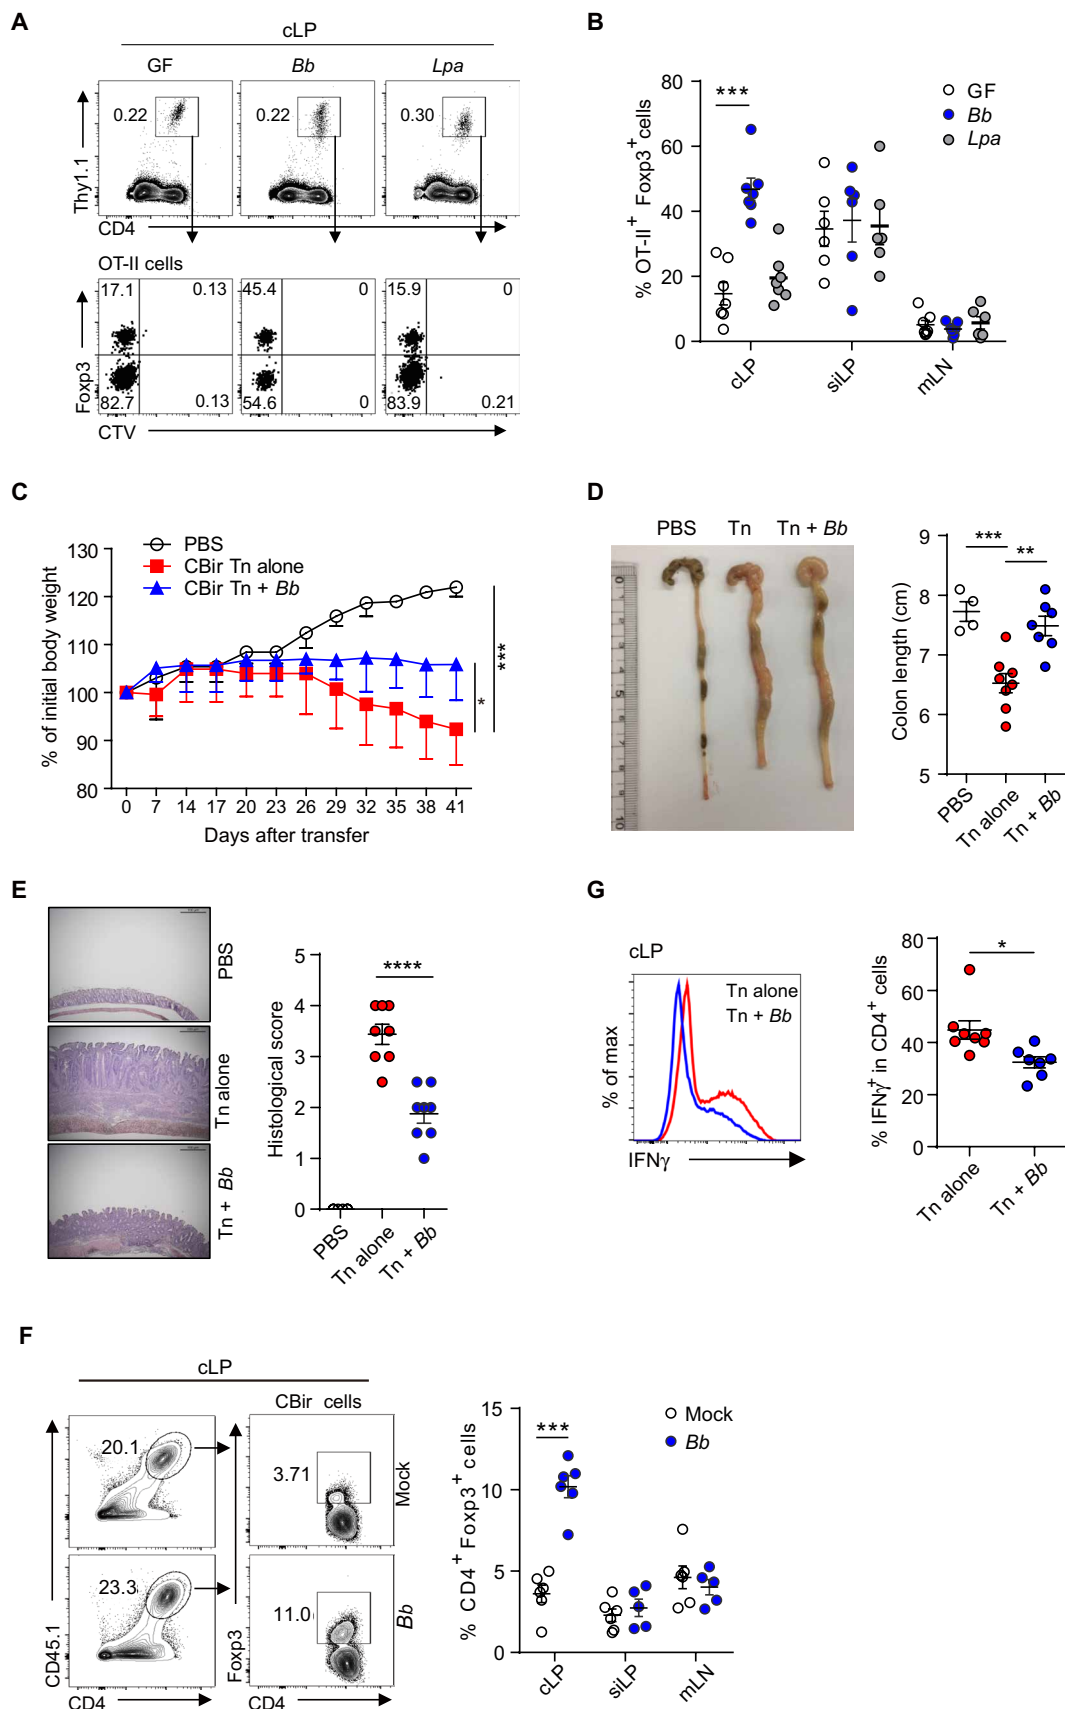 A
cLP
GF Bb Lpa
0.22 0.22 0.30
Thy1.1
CD4
OT-II cells
17.1 0.13 45.4 0 15.9 0
82.7 0.13 54.6 0 83.9 0.21
Foxp3
CTV
B
% OT-II+ Foxp3+ cells
80
60
40
20
0
***
GF
Bb
Lpa
cLP siLP mLN
C
% of initial body weight
130
120
110
100
90
80
PBS
CBir Tn alone
CBir Tn + Bb
***
*
0 7 14 17 20 23 26 29 32 35 38 41
Days after transfer
D
PBS Tn Tn + Bb
Colon length (cm)
9
8
7
6
5
*** **
PBS Tn alone Tn + Bb
E
PBS
Tn alone
Tn + Bb
Histological score
5
4
3
2
1
0
****
PBS Tn alone Tn + Bb
G
cLP
Tn alone
Tn + Bb
% of max
IFNγ
% IFNγ+ in CD4+ cells
80
60
40
20
0
*
Tn alone Tn + Bb
F
cLP
CBir cells
20.1
3.71
Mock
23.3
11.0
Bb
CD45.1
Foxp3
CD4 CD4
% CD4+ Foxp3+ cells
15
10
5
0
***
Mock
Bb
cLP siLP mLN